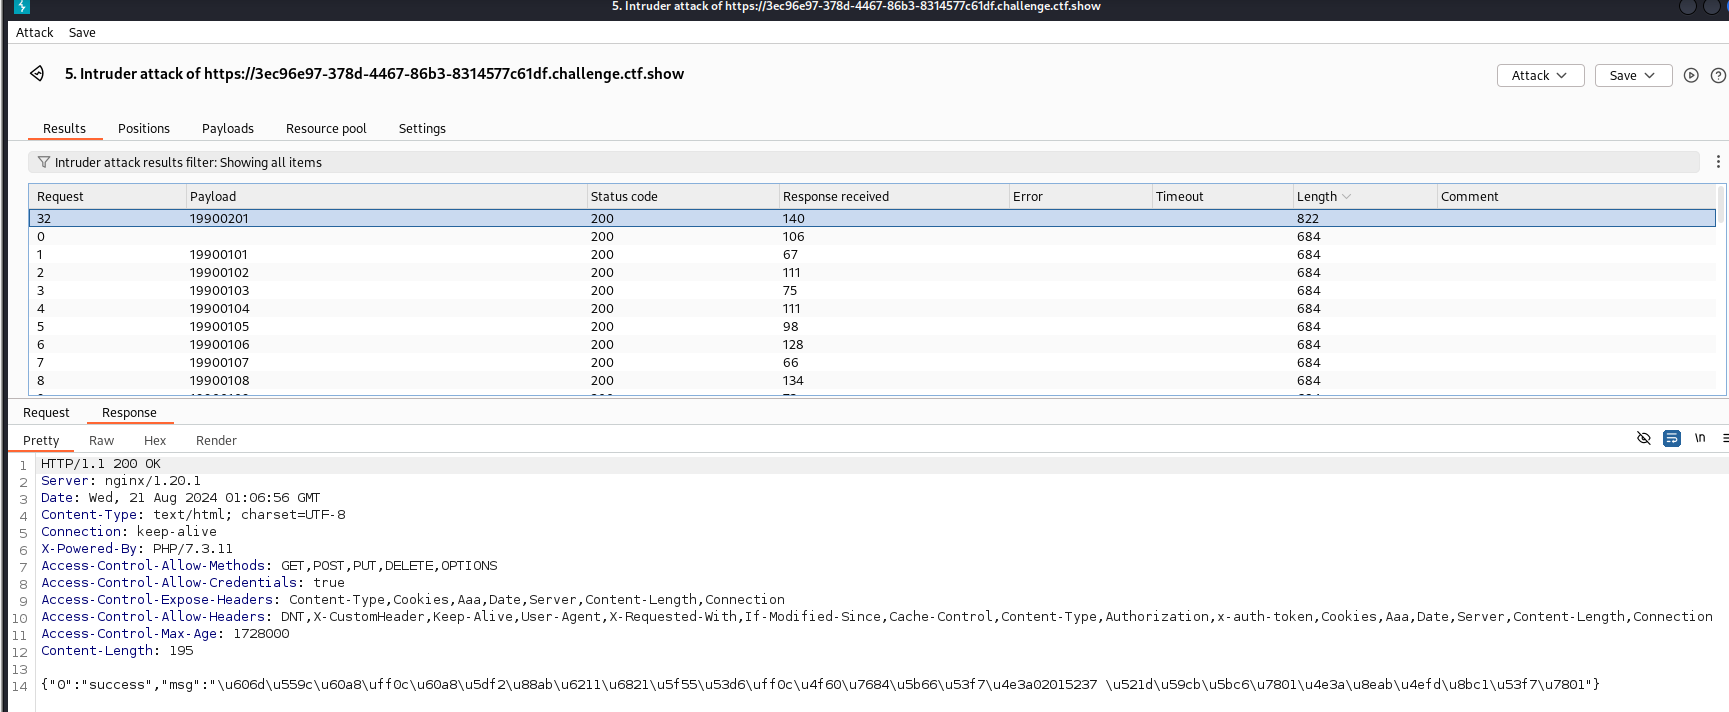 5. Intruder attack of https://3ec96e97-378d-4467-86b3-8314577c61df.challenge.ctf.show
Attack Save
5. Intruder attack of https://3ec96e97-378d-4467-86b3-8314577c61df.challenge.ctf.show
Attack Save
Results Positions Payloads Resource pool Settings
Intruder attack results filter: Showing all items
Request Payload Status code Response received Error Timeout Length Comment
32 19900201 200 140 822
0 200 106 684
1 19900101 200 67 684
2 19900102 200 111 684
3 19900103 200 75 684
4 19900104 200 111 684
5 19900105 200 98 684
6 19900106 200 128 684
7 19900107 200 66 684
8 19900108 200 134 684
Request Response
Pretty Raw Hex Render
\n
1 HTTP/1.1 200 OK
2 Server: nginx/1.20.1
3 Date: Wed, 21 Aug 2024 01:06:56 GMT
4 Content-Type: text/html; charset=UTF-8
5 Connection: keep-alive
6 X-Powered-By: PHP/7.3.11
7 Access-Control-Allow-Methods: GET,POST,PUT,DELETE,OPTIONS
8 Access-Control-Allow-Credentials: true
9 Access-Control-Expose-Headers: Content-Type,Cookies,Aaa,Date,Server,Content-Length,Connection
10 Access-Control-Allow-Headers: DNT,X-CustomHeader,Keep-Alive,User-Agent,X-Requested-With,If-Modified-Since,Cache-Control,Content-Type,Authorization,x-auth-token,Cookies,Aaa,Date,Server,Content-Length,Connection
11 Access-Control-Max-Age: 1728000
12 Content-Length: 195
13
14 {"0":"success","msg":"\u606d\u559c\u60a8\uff0c\u60a8\u5df2\u88ab\u6211\u6821\u5f55\u53d6\uff0c\u4f60\u7684\u5b66\u53f7\u4e3a02015237 \u521d\u59cb\u5bc6\u7801\u4e3a\u8eab\u4efd\u8bc1\u53f7\u7801"}